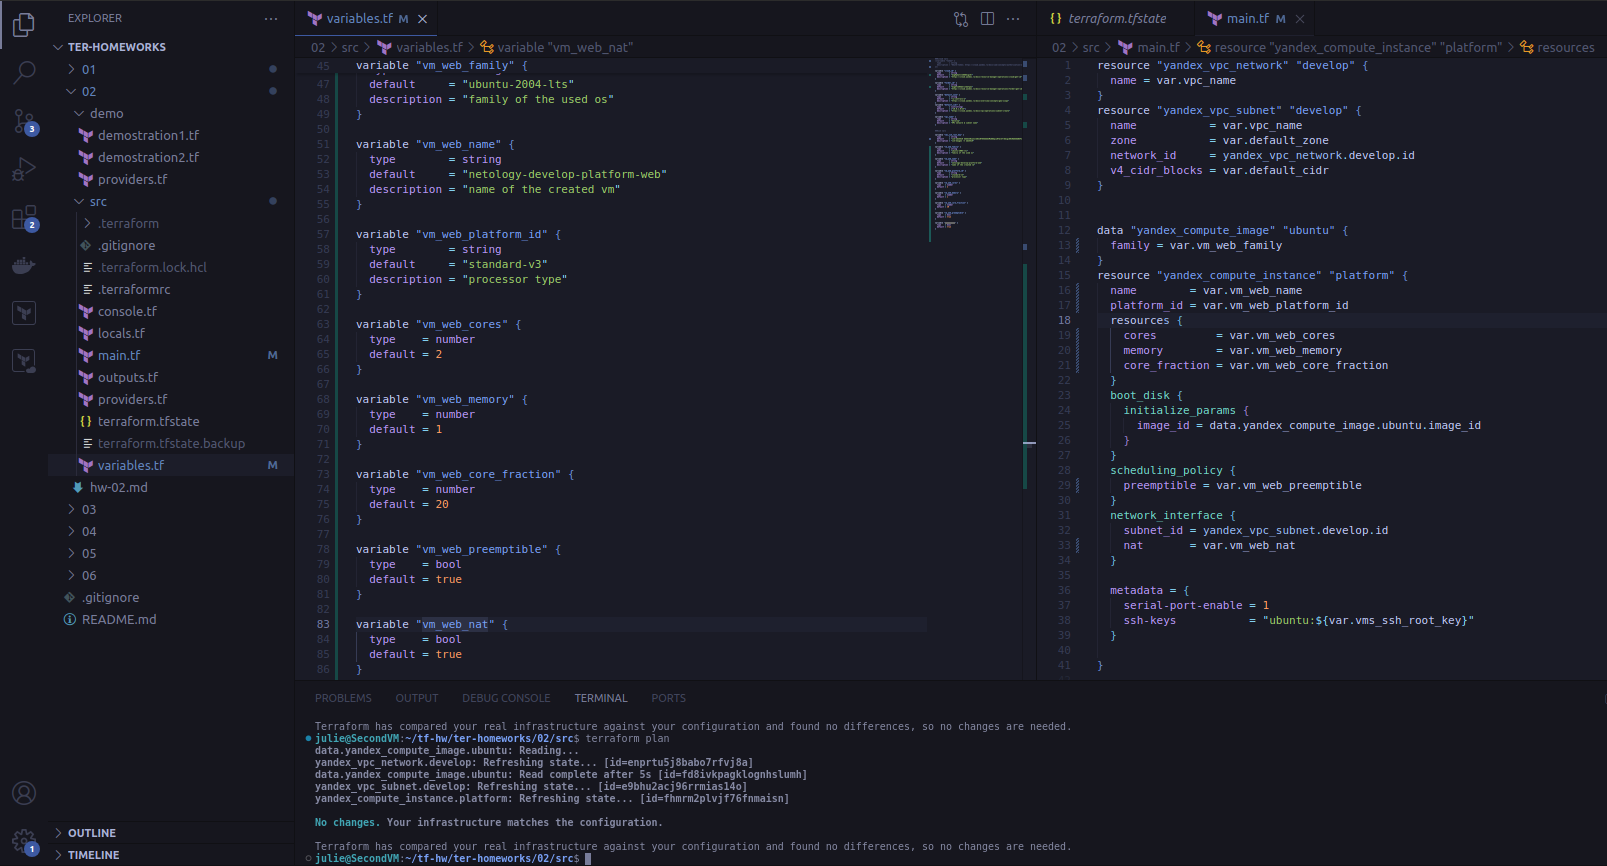 EXPLORER
TER-HOMEWORKS
01
02
demo
demostration1.tf
demostration2.tf
providers.tf
src
.terraform
.gitignore
.terraform.lock.hcl
.terraformrc
console.tf
locals.tf
main.tf M
outputs.tf
providers.tf
terraform.tfstate
terraform.tfstate.backup
variables.tf M
hw-02.md
03
04
05
06
.gitignore
README.md
OUTLINE
TIMELINE
3
2
1
variables.tf M
02 > src > variables.tf > variable "vm_web_nat"
45 variable "vm_web_family" {
47 default = "ubuntu-2004-lts"
48 description = "family of the used os"
49 }
50
51 variable "vm_web_name" {
52 type = string
53 default = "netology-develop-platform-web"
54 description = "name of the created vm"
55 }
56
57 variable "vm_web_platform_id" {
58 type = string
59 default = "standard-v3"
60 description = "processor type"
61 }
62
63 variable "vm_web_cores" {
64 type = number
65 default = 2
66 }
67
68 variable "vm_web_memory" {
69 type = number
70 default = 1
71 }
72
73 variable "vm_web_core_fraction" {
74 type = number
75 default = 20
76 }
77
78 variable "vm_web_preemptible" {
79 type = bool
80 default = true
81 }
82
83 variable "vm_web_nat" {
84 type = bool
85 default = true
86 }
terraform.tfstate
main.tf M
02 > src > main.tf > resource "yandex_compute_instance" "platform" > resources
1 resource "yandex_vpc_network" "develop" {
2 name = var.vpc_name
3 }
4 resource "yandex_vpc_subnet" "develop" {
5 name = var.vpc_name
6 zone = var.default_zone
7 network_id = yandex_vpc_network.develop.id
8 v4_cidr_blocks = var.default_cidr
9 }
10
11
12 data "yandex_compute_image" "ubuntu" {
13 family = var.vm_web_family
14 }
15 resource "yandex_compute_instance" "platform" {
16 name = var.vm_web_name
17 platform_id = var.vm_web_platform_id
18 resources {
19 cores = var.vm_web_cores
20 memory = var.vm_web_memory
21 core_fraction = var.vm_web_core_fraction
22 }
23 boot_disk {
24 initialize_params {
25 image_id = data.yandex_compute_image.ubuntu.image_id
26 }
27 }
28 scheduling_policy {
29 preemptible = var.vm_web_preemptible
30 }
31 network_interface {
32 subnet_id = yandex_vpc_subnet.develop.id
33 nat = var.vm_web_nat
34 }
35
36 metadata = {
37 serial-port-enable = 1
38 ssh-keys = "ubuntu:${var.vms_ssh_root_key}"
39 }
40
41 }
PROBLEMS OUTPUT DEBUG CONSOLE TERMINAL PORTS
Terraform has compared your real infrastructure against your configuration and found no differences, so no changes are needed.
julie@SecondVM:~/tf-hw/ter-homeworks/02/src$ terraform plan
data.yandex_compute_image.ubuntu: Reading...
yandex_vpc_network.develop: Refreshing state... [id=enprtu5j8babo7rfvj8a]
data.yandex_compute_image.ubuntu: Read complete after 5s [id=fd8ivkpagklognhslumh]
yandex_vpc_subnet.develop: Refreshing state... [id=e9bhu2acj96rrmias14o]
yandex_compute_instance.platform: Refreshing state... [id=fhmrm2plvjf76fnmaisn]
No changes. Your infrastructure matches the configuration.
Terraform has compared your real infrastructure against your configuration and found no differences, so no changes are needed.
julie@SecondVM:~/tf-hw/ter-homeworks/02/src$